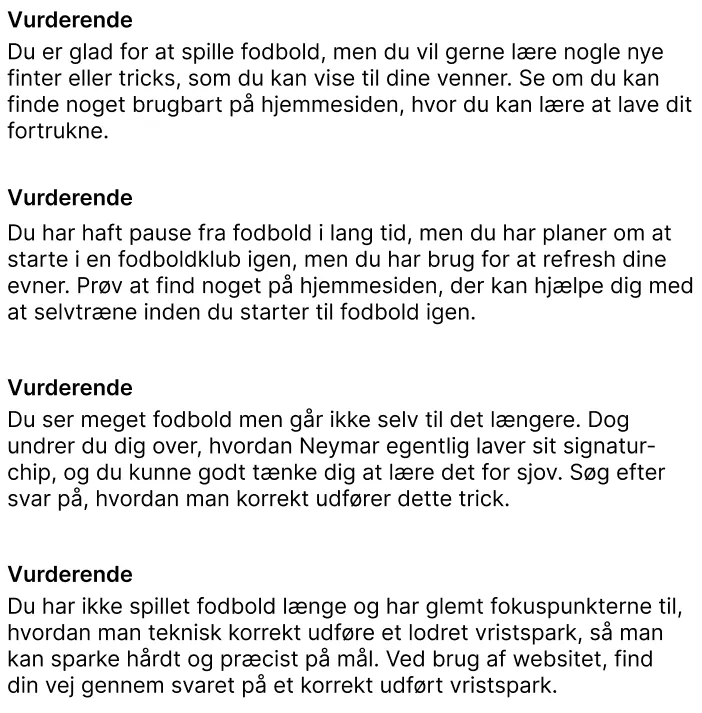 Vurderende
Du er glad for at spille fodbold, men du vil gerne lære nogle nye
finter eller tricks, som du kan vise til dine venner. Se om du kan
finde noget brugbart på hjemmesiden, hvor du kan lære at lave dit
fortrukne.
Vurderende
Du har haft pause fra fodbold i lang tid, men du har planer om at
starte i en fodboldklub igen, men du har brug for at refresh dine
evner. Prøv at find noget på hjemmesiden, der kan hjælpe dig med
at selvtræne inden du starter til fodbold igen.
Vurderende
Du ser meget fodbold men går ikke selv til det længere. Dog
undrer du dig over, hvordan Neymar egentlig laver sit signatur-
chip, og du kunne godt tænke dig at lære det for sjov. Søg efter
svar på, hvordan man korrekt udfører dette trick.
Vurderende
Du har ikke spillet fodbold længe og har glemt fokuspunkterne til,
hvordan man teknisk korrekt udføre et lodret vristspark, så man
kan sparke hårdt og præcist på mål. Ved brug af websitet, find
din vej gennem svaret på et korrekt udført vristspark.